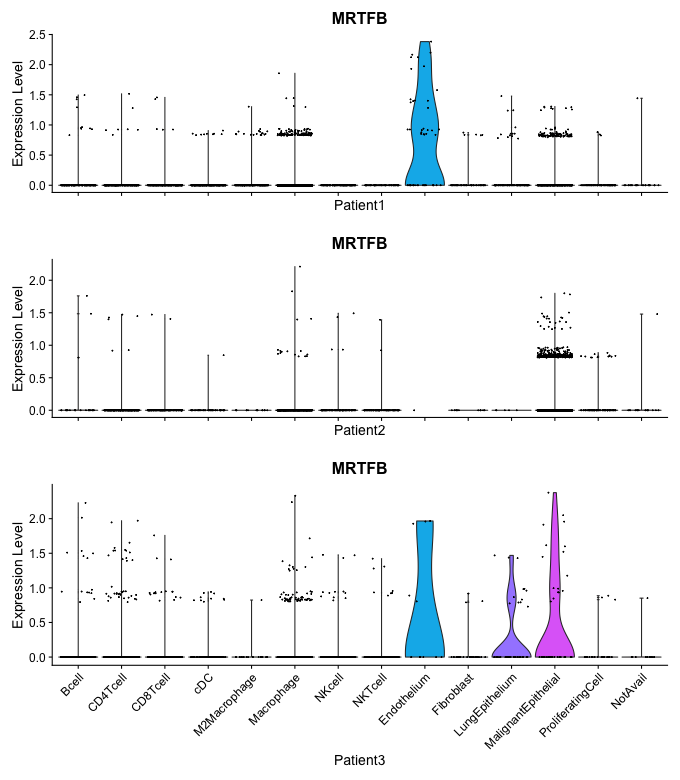 MRTFB
Expression Level
2.5
2.0
1.5
1.0
0.5
0.0
Patient1
MRTFB
Expression Level
2.0
1.5
1.0
0.5
0.0
Patient2
MRTFB
Expression Level
2.0
1.5
1.0
0.5
0.0
Bcell
CD4Tcell
CD8Tcell
cDC
M2Macrophage
Macrophage
NKcell
NKTcell
Endothelium
Fibroblast
LungEpithelium
MalignantEpithelial
ProliferatingCell
NotAvail
Patient3